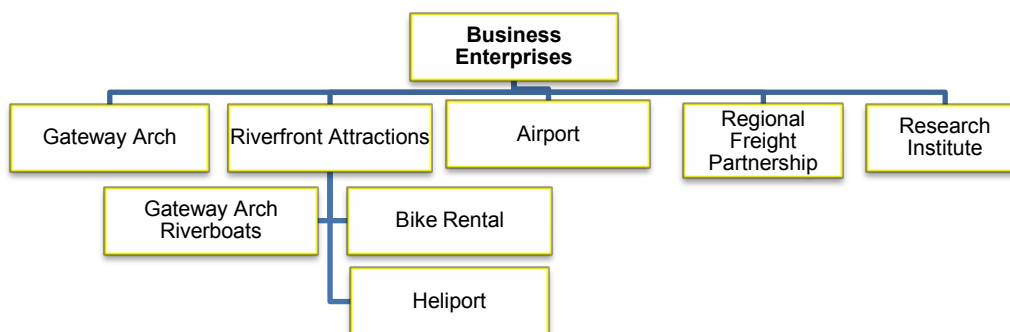 Business
Enterprises
Gateway Arch
Riverfront Attractions
Airport
Regional
Freight
Partnership
Research
Institute
Gateway Arch
Riverboats
Bike Rental
Heliport